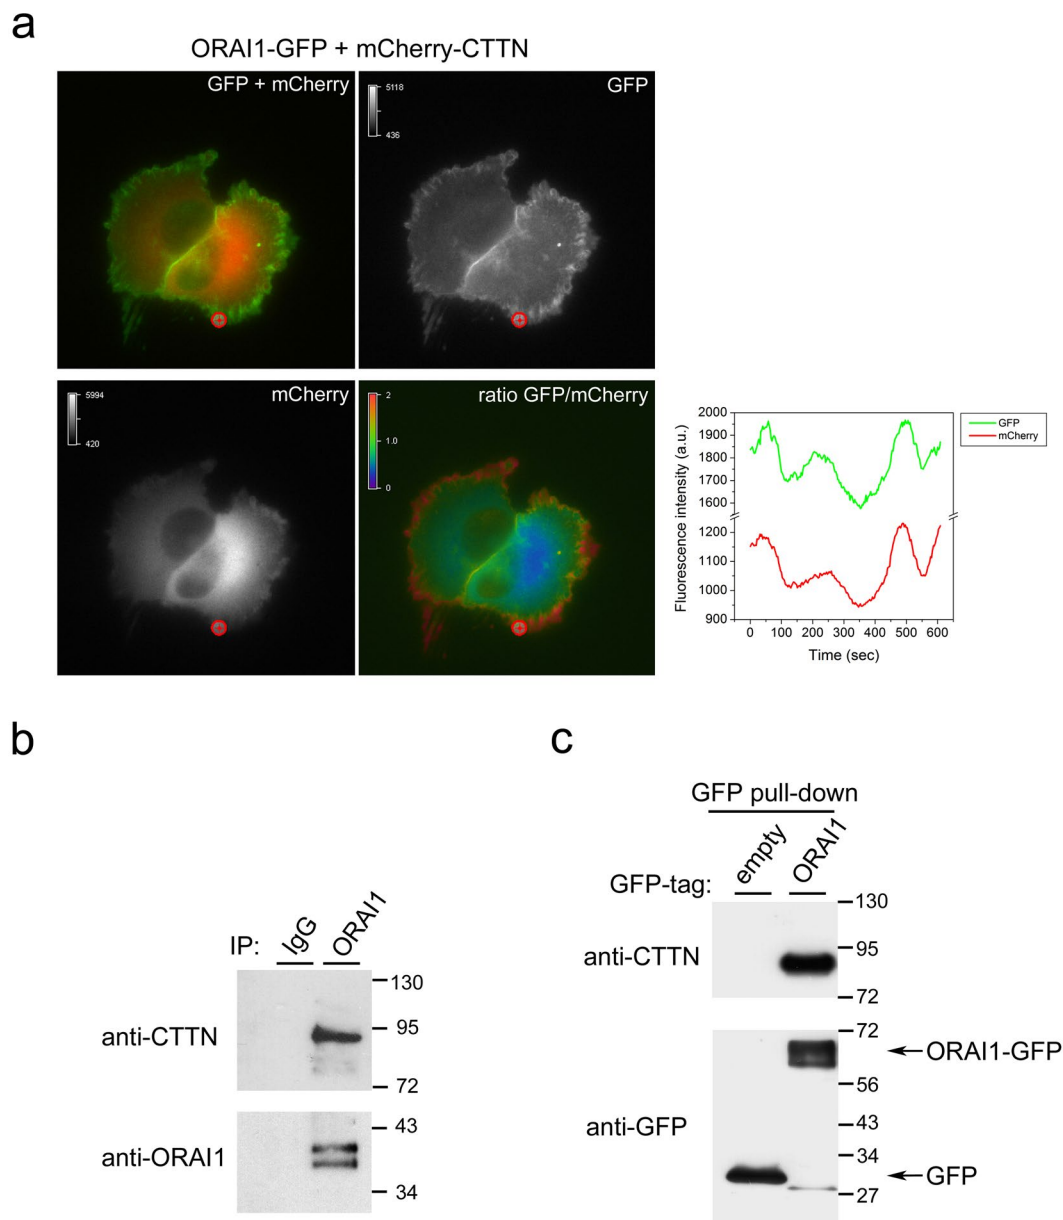 a
ORAI1-GFP + mCherry-CTTN
GFP + mCherry
5118
436
GFP
5994
420
mCherry
2
1.0
0
ratio GFP/mCherry
2000
1900
1800
1700
1600
1200
1100
1000
900
Fluorescence intensity (a.u.)
0 100 200 300 400 500 600
Time (sec)
GFP
mCherry
b
IP: IgG ORAI1
anti-CTTN
130
95
72
anti-ORAI1
43
34
c
GFP pull-down
GFP-tag: empty ORAI1
anti-CTTN
130
95
72
anti-GFP
72
ORAI1-GFP
56
43
34
GFP
27